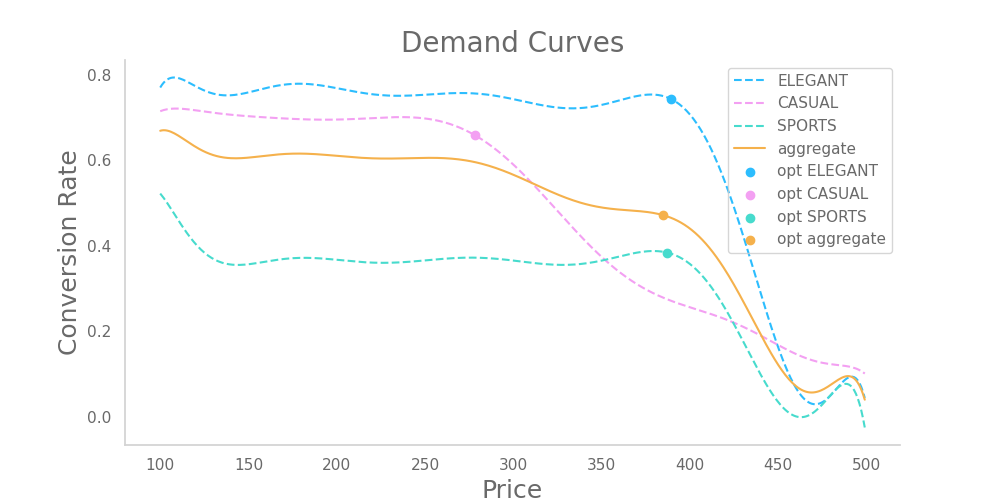 Demand Curves
Conversion Rate
0.8
0.6
0.4
0.2
0.0
ELEGANT
CASUAL
SPORTS
aggregate
opt ELEGANT
opt CASUAL
opt SPORTS
opt aggregate
100 150 200 250 300 350 400 450 500
Price